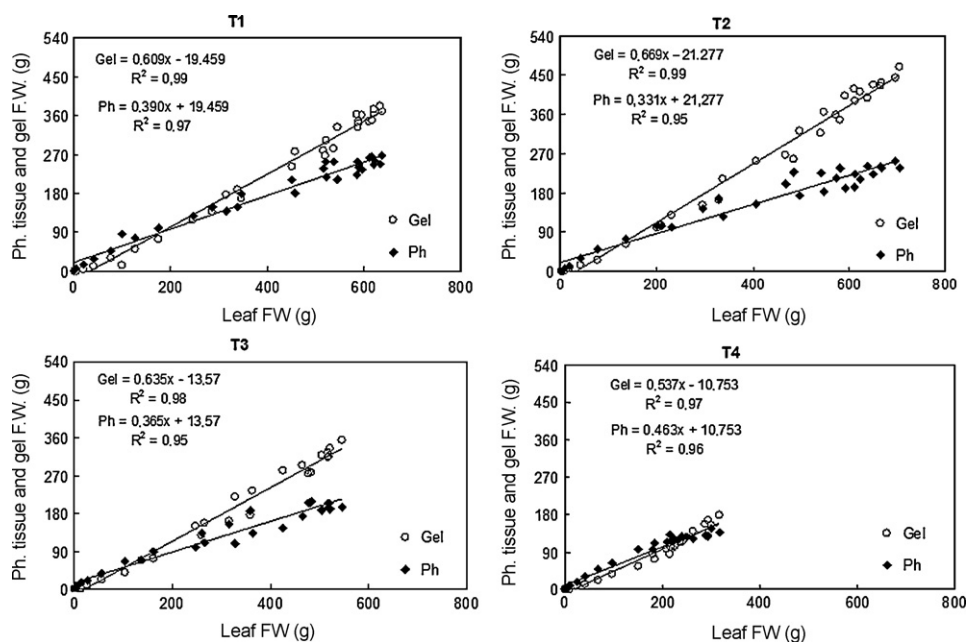 T1
Ph. tissue and gel F.W. (g)
540
450
360
270
180
90
0
Gel = 0,609x - 19,459
R² = 0,99
Ph = 0,390x + 19,459
R² = 0,97
Gel
Ph
0 200 400 600 800
Leaf FW (g)
T2
Ph. tissue and gel F.W. (g)
540
450
360
270
180
90
0
Gel = 0,669x - 21,277
R² = 0,99
Ph = 0,331x + 21,277
R² = 0,95
Gel
Ph
0 200 400 600 800
Leaf FW (g)
T3
Ph. tissue and gel F.W. (g)
540
450
360
270
180
90
0
Gel = 0,635x - 13,57
R² = 0,98
Ph = 0,365x + 13,57
R² = 0,95
Gel
Ph
0 200 400 600 800
Leaf FW (g)
T4
Ph. tissue and gel F.W. (g)
540
450
360
270
180
90
0
Gel = 0,537x - 10,753
R² = 0,97
Ph = 0,463x + 10,753
R² = 0,96
Gel
Ph
0 200 400 600 800
Leaf FW (g)